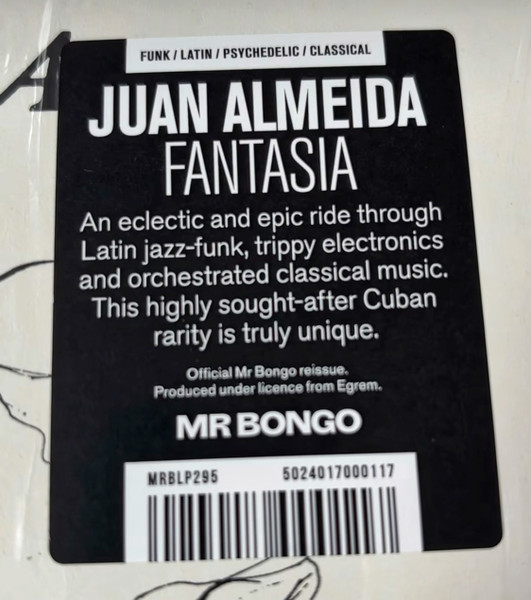 A
FUNK / LATIN / PSYCHEDELIC / CLASSICAL
JUAN ALMEIDA
FANTASIA
An eclectic and epic ride through
Latin jazz-funk, trippy electronics
and orchestrated classical music.
This highly sought-after Cuban
rarity is truly unique.
Official Mr Bongo reissue.
Produced under licence from Egrem.
MR BONGO
MRBLP295 5024017000117